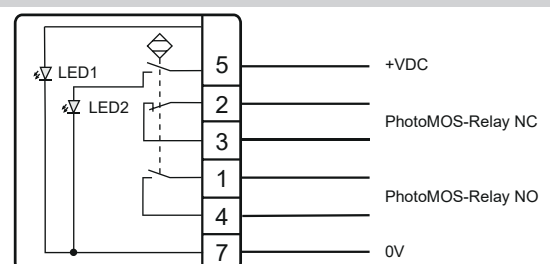 LED1
LED2
5 +VDC
2
PhotoMOS-Relay NC
3
1
PhotoMOS-Relay NO
4
7 0V